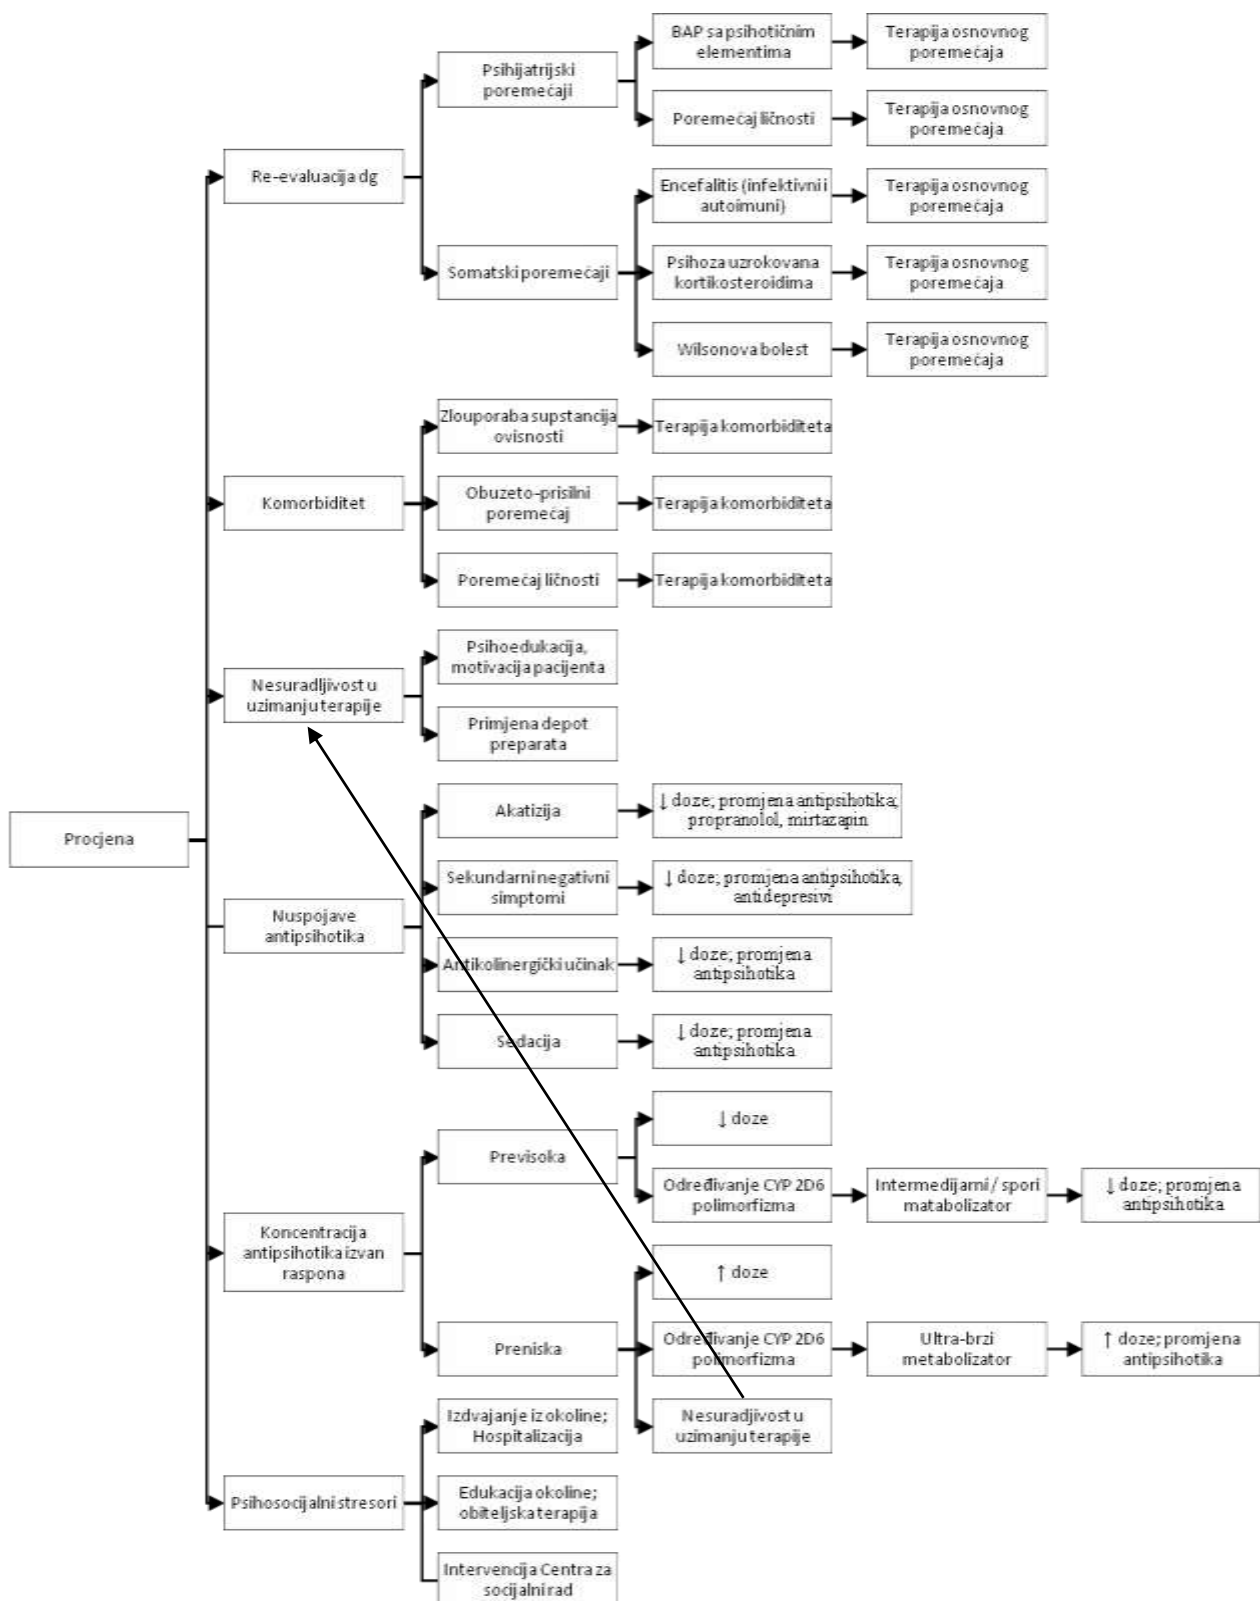 Procjena
Re-evaluacija dg
Psihijatrijski
poremećaji
BAP sa psihotičnim
elementima
Terapija osnovnog
poremećaja
Poremećaj ličnosti
Terapija osnovnog
poremećaja
Somatski poremećaji
Encefalitis (infektivni i
autoimuni)
Terapija osnovnog
poremećaja
Psihoza uzrokovana
kortikosteroidima
Terapija osnovnog
poremećaja
Wilsonova bolest
Terapija osnovnog
poremećaja
Komorbiditet
Zlouporaba supstancija
ovisnosti
Terapija komorbiditeta
Obuzeto-prisilni
poremećaj
Terapija komorbiditeta
Poremećaj ličnosti
Terapija komorbiditeta
Nesuradljivost u
uzimanju terapije
Psihoedukacija,
motivacija pacijenta
Primjena depot
preparata
Nuspojave
antipsihotika
Akatizija
↓ doze; promjena antipsihotika;
propranolol, mirtazapin
Sekundarni negativni
simptomi
↓ doze; promjena antipsihotika,
antidepresivi
Antikolinergički učinak
↓ doze; promjena
antipsihotika
Sedacija
↓ doze; promjena
antipsihotika
Koncentracija
antipsihotika izvan
raspona
Previsoka
↓ doze
Određivanje CYP 2D6
polimorfizma
Intermedijarni / spori
matabolizator
↓ doze; promjena
antipsihotika
Preniska
↑ doze
Određivanje CYP 2D6
polimorfizma
Ultra-brzi
metabolizator
↑ doze; promjena
antipsihotika
Nesuradjivost u
uzimanju terapije
Psihosocijalni stresori
Izdvajanje iz okoline;
Hospitalizacija
Edukacija okoline;
obiteljska terapija
Intervencija Centra za
socijalni rad